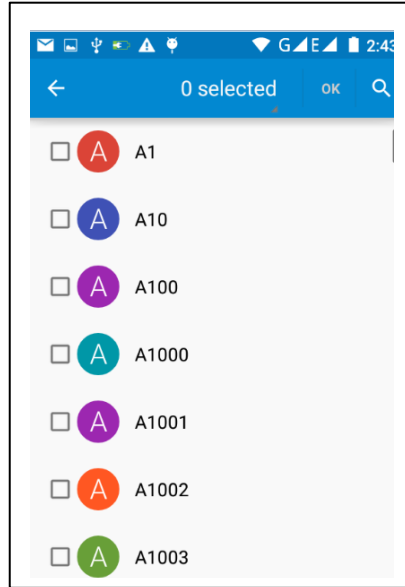 G E 2:43
0 selected OK
A A1
A A10
A A100
A A1000
A A1001
A A1002
A A1003